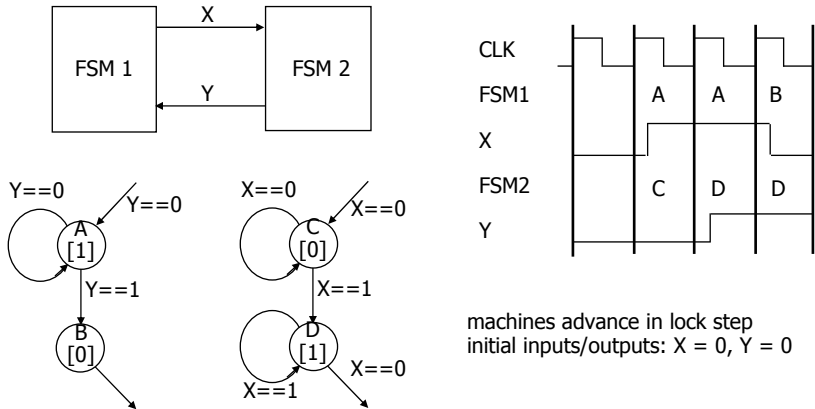 X
FSM 1
FSM 2
Y
CLK
FSM1 A A B
X
FSM2 C D D
Y
Y==0
Y==0
A
[1]
Y==1
B
[0]
X==0
X==0
C
[0]
X==1
D
[1]
X==1
X==0
machines advance in lock step
initial inputs/outputs: X = 0, Y = 0